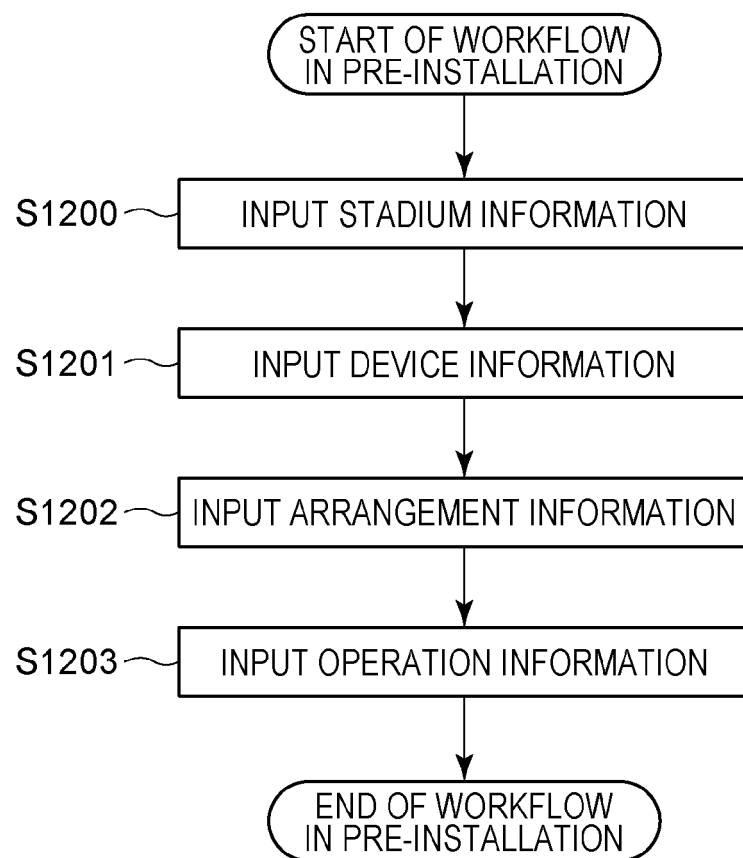 START OF WORKFLOW
IN PRE-INSTALLATION
S1200
INPUT STADIUM INFORMATION
S1201
INPUT DEVICE INFORMATION
S1202
INPUT ARRANGEMENT INFORMATION
S1203
INPUT OPERATION INFORMATION
END OF WORKFLOW
IN PRE-INSTALLATION